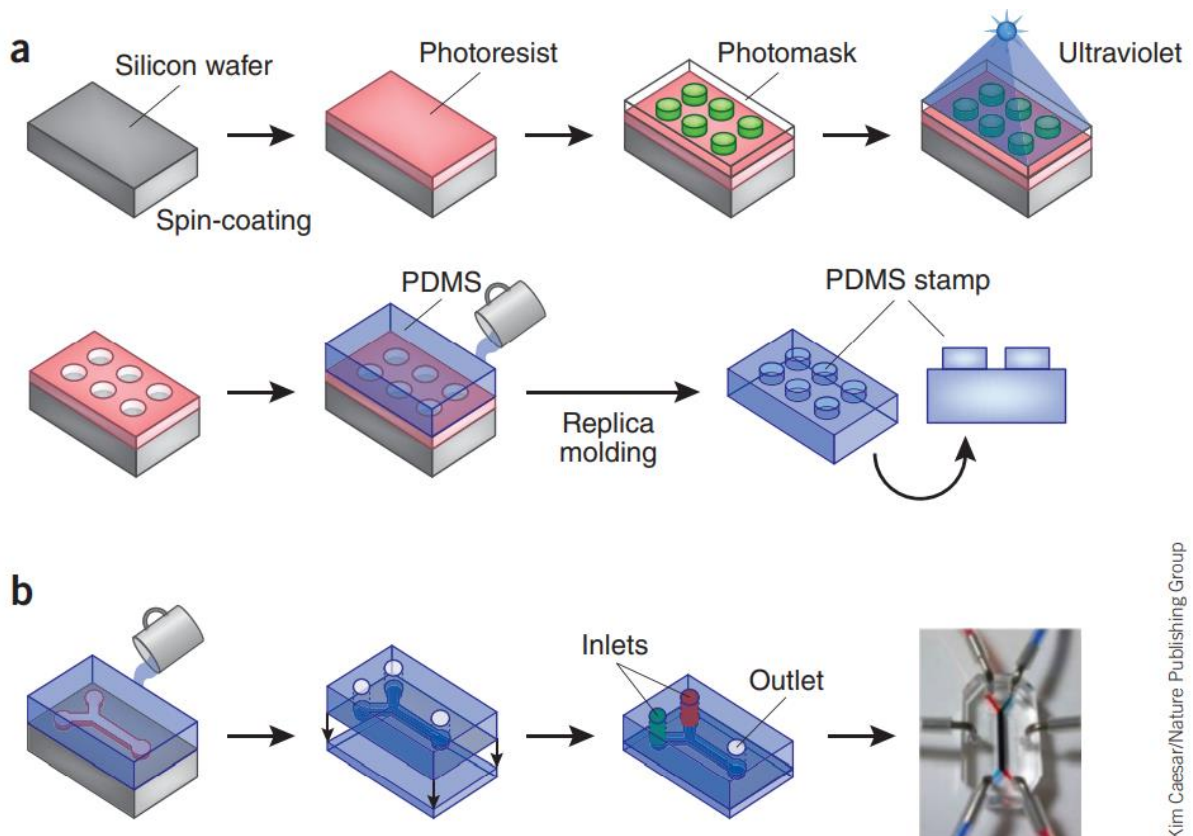 a
Silicon wafer
Photoresist
Photomask
Ultraviolet
Spin-coating
PDMS
PDMS stamp
Replica
molding
b
Inlets
Outlet
Kim Caesar/Nature Publishing Group